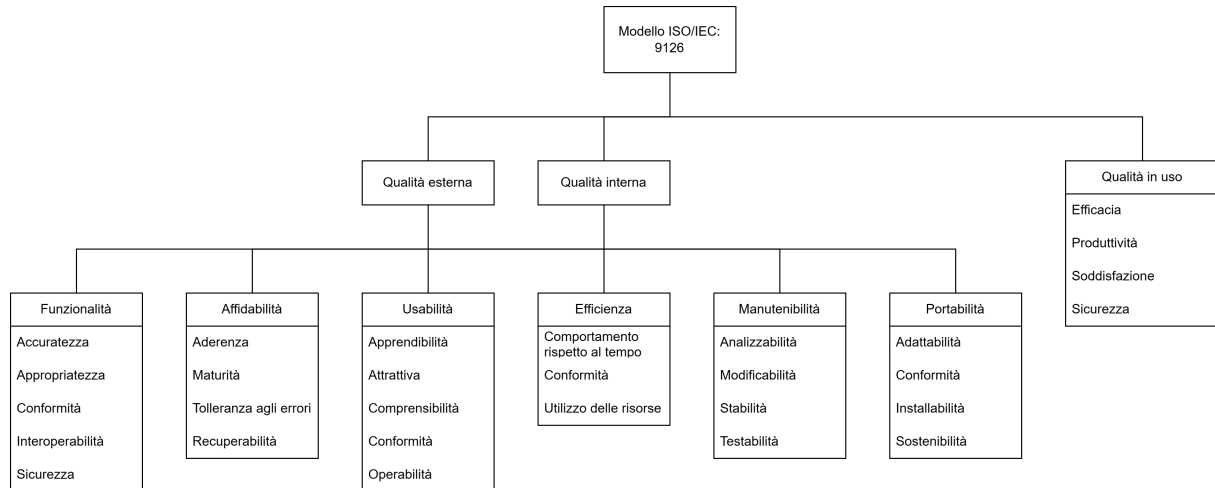 Modello ISO/IEC:
9126
Qualità esterna
Qualità interna
Qualità in uso
Efficacia
Produttività
Soddisfazione
Sicurezza
Funzionalità
Accuratezza
Appropriatezza
Conformità
Interoperabilità
Sicurezza
Affidabilità
Aderenza
Maturità
Tolleranza agli errori
Recuperabilità
Usabilità
Apprendibilità
Attrattiva
Comprensibilità
Conformità
Operabilità
Efficienza
Comportamento
rispetto al tempo
Conformità
Utilizzo delle risorse
Manutenibilità
Analizzabilità
Modificabilità
Stabilità
Testabilità
Portabilità
Adattabilità
Conformità
Installabilità
Sostenibilità